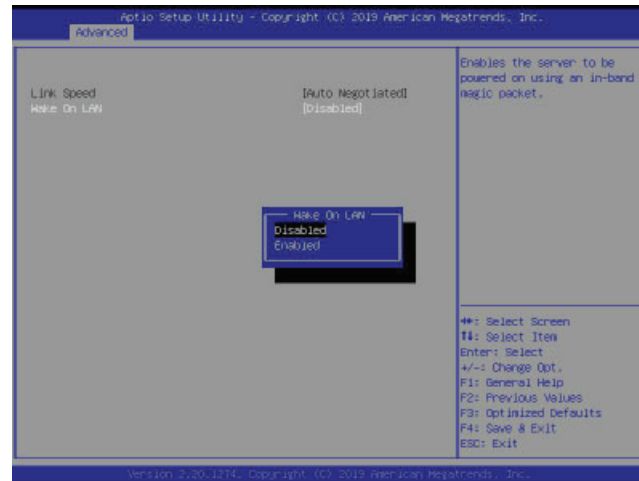 Aptio Setup Utility - Copyright (C) 2019 American Megatrends, Inc.
Advanced
Link Speed [Auto Negotiated]
Wake On LAN [Disabled]
Enables the server to be
powered on using an in-band
magic packet.
Wake On LAN
Disabled
Enabled
↔: Select Screen
↑↓: Select Item
Enter: Select
+/-: Change Opt.
F1: General Help
F2: Previous Values
F3: Optimized Defaults
F4: Save & Exit
ESC: Exit
Version 2.20.1274. Copyright (C) 2019 American Megatrends, Inc.